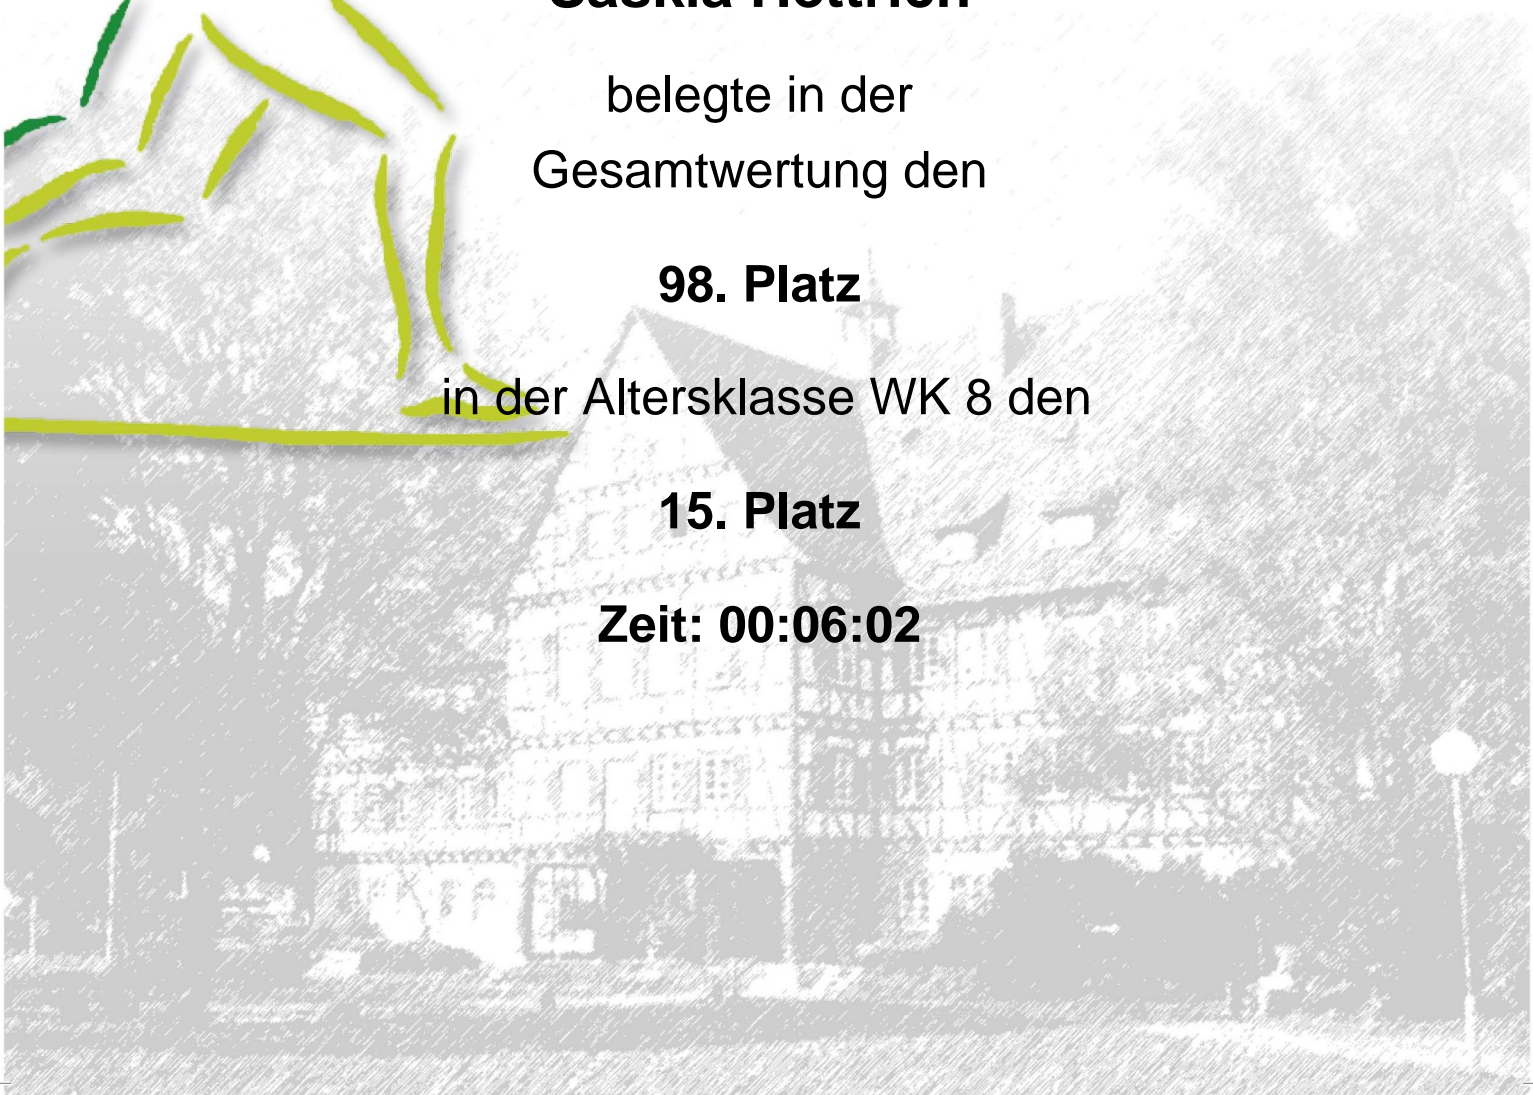 belegte in der
Gesamtwertung den
98. Platz
in der Altersklasse WK 8 den
15. Platz
Zeit: 00:06:02